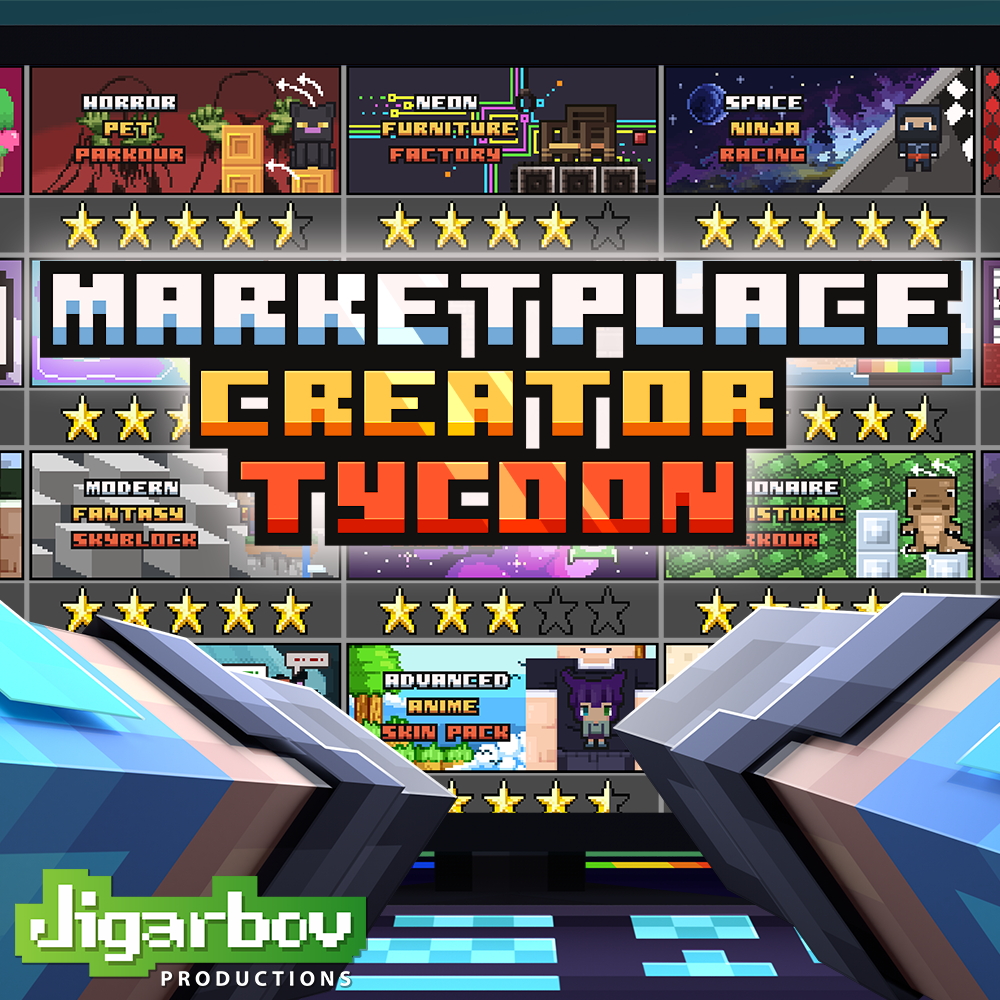 HORROR
PET
PARKOUR
NEON
FURNITURE
FACTORY
SPACE
NINJA
RACING
MARKETPLACE
CREATOR
TYCOON
MODERN
FANTASY
SKYBLOCK
IONAIRE
ISTORIC
RKOUR
ADVANCED
ANIME
SKIN PACK
Jigarbov
PRODUCTIONS